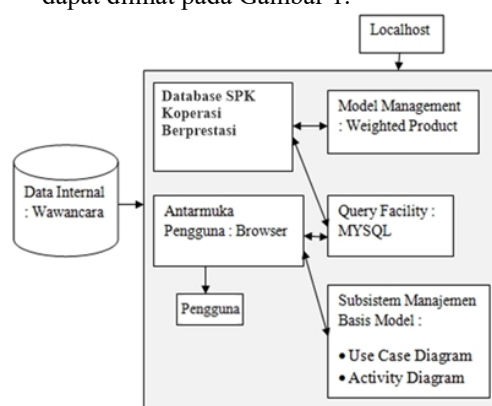 dapat dilihat pada Gambar 1.
Localhost
Database SPK
Koperasi
Berprestasi
Model Management
: Weighted Product
Data Internal
: Wawancara
Antarmuka
Pengguna : Browser
Query Facility :
MYSQL
Pengguna
Subsistem Manajemen
Basis Model :
• Use Case Diagram
• Activity Diagram